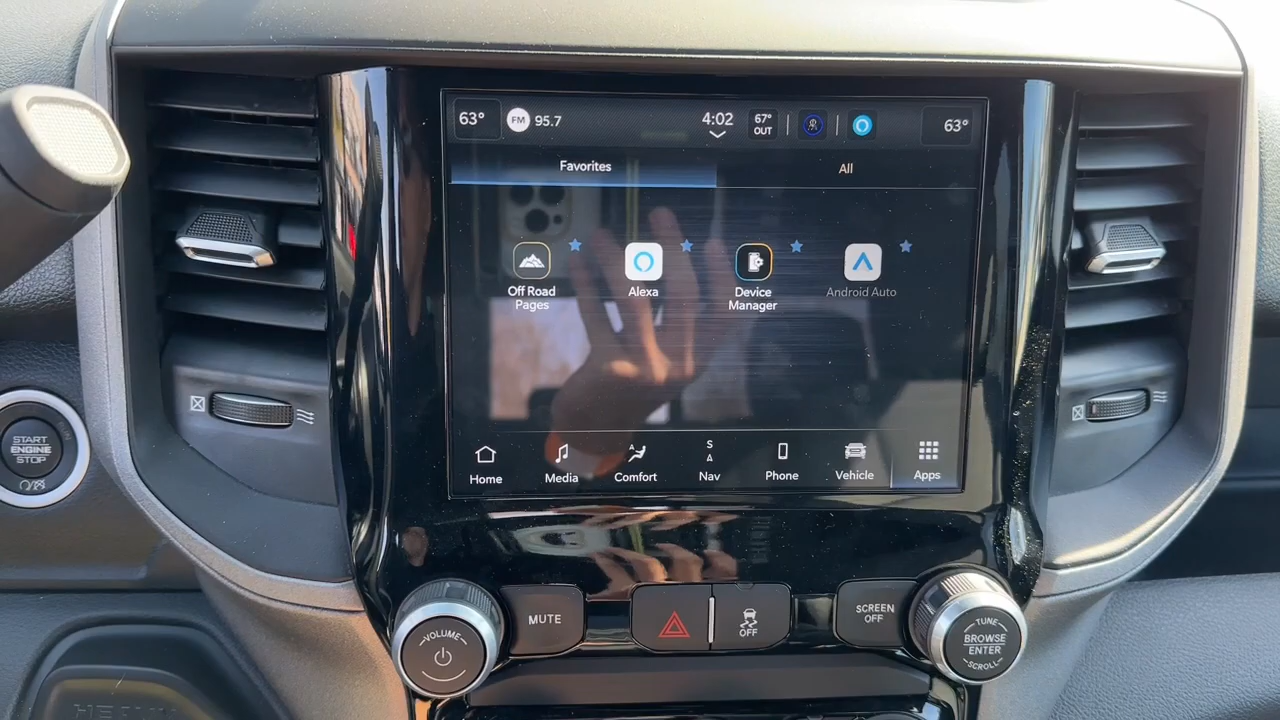 63°
FM
95.7
4:02
67°
OUT
63°
Favorites
All
Off Road
Pages
Alexa
Device
Manager
Android Auto
Home
Media
Comfort
S
Nav
Phone
Vehicle
Apps
START
ENGINE
STOP
VOLUME
MUTE
OFF
SCREEN
OFF
TUNE
BROWSE
ENTER
SCROLL